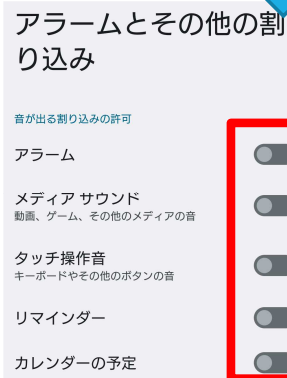 アラームとその他の割
り込み
音が出る割り込みの許可
アラーム
メディア サウンド
動画、ゲーム、その他のメディアの音
タッチ操作音
キーボードやその他のボタンの音
リマインダー
カレンダーの予定